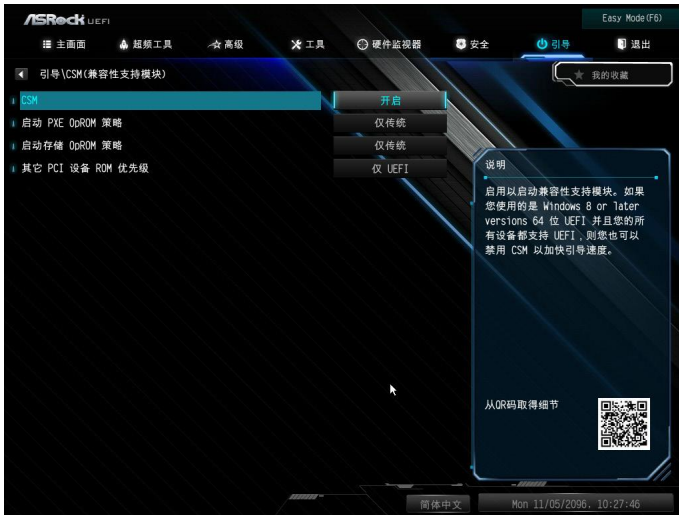 ASRock UEFI
Easy Mode(F6)
主画面 超频工具 高级 工具 硬件监视器 安全 引导 退出
引导\CSM(兼容性支持模块)
我的收藏
CSM 开启
启动 PXE OpROM 策略 仅传统
启动存储 OpROM 策略 仅传统
其它 PCI 设备 ROM 优先级 仅 UEFI
说明
启用以启动兼容性支持模块。如果
您使用的是 Windows 8 or later
versions 64 位 UEFI 并且您的所
有设备都支持 UEFI，则您也可以
禁用 CSM 以加快引导速度。
从QR码取得细节
简体中文
Mon 11/05/2096. 10:27:46